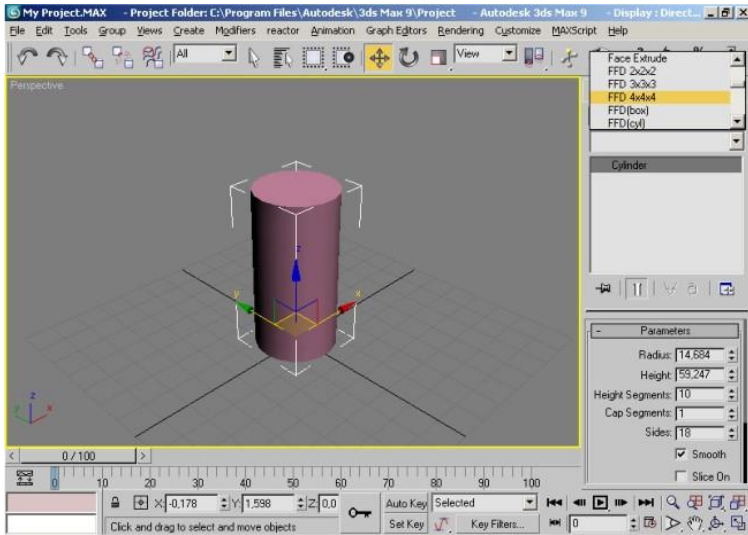 My Project.MAX - Project Folder: C:\Program Files\Autodesk\3ds Max 9\Project - Autodesk 3ds Max 9 - Display : Direct...
File Edit Tools Group Views Create Modifiers reactor Animation Graph Editors Rendering Customize MAXScript Help
All View
Face Extrude
FFD 2x2x2
FFD 3x3x3
FFD 4x4x4
FFD(box)
FFD(cyl)
Perspective
Cylinder
z
y x
Parameters
Radius: 14,684
Height: 59,247
Height Segments: 10
Cap Segments: 1
Sides: 18
Smooth
Slice On
z
y x
0 / 100
0 10 20 30 40 50 60 70 80 90 100
X: -0,178 Y: 1,598 Z: 0,0 Auto Key Selected
Click and drag to select and move objects Set Key Key Filters... 0